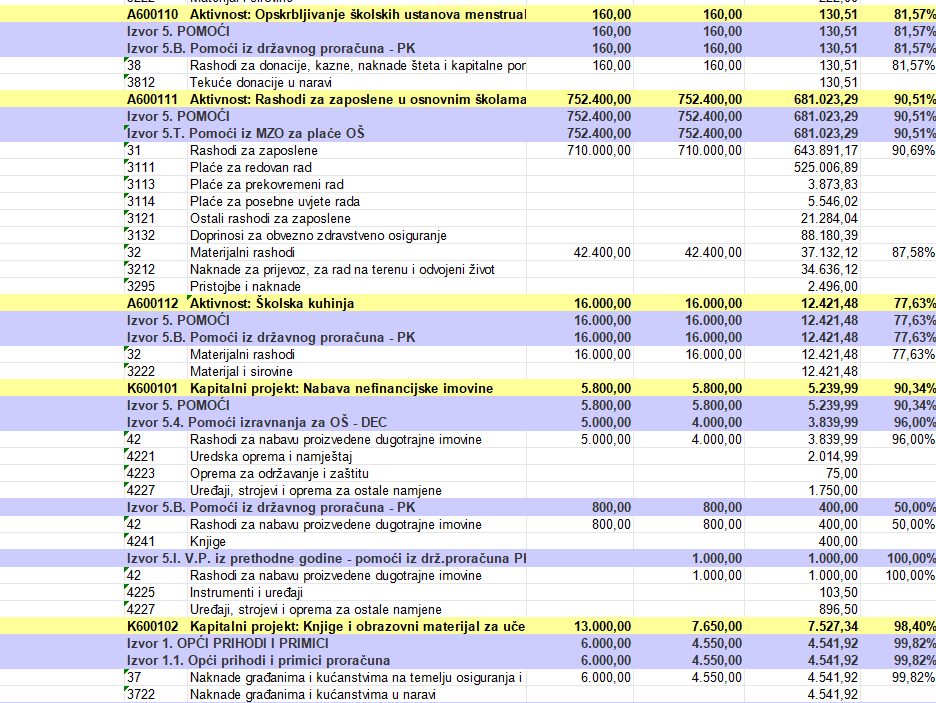 A600110 Aktivnost: Opskrbljivanje školskih ustanova menstrual 160,00 160,00 130,51 81,57%
Izvor 5. POMOĆI 160,00 160,00 130,51 81,57%
Izvor 5.B. Pomoći iz državnog proračuna - PK 160,00 160,00 130,51 81,57%
38 Rashodi za donacije, kazne, naknade šteta i kapitalne por 160,00 160,00 130,51 81,57%
3812 Tekuće donacije u naravi 130,51
A600111 Aktivnost: Rashodi za zaposlene u osnovnim školama 752.400,00 752.400,00 681.023,29 90,51%
Izvor 5. POMOĆI 752.400,00 752.400,00 681.023,29 90,51%
Izvor 5.T. Pomoći iz MZO za plaće OŠ 752.400,00 752.400,00 681.023,29 90,51%
31 Rashodi za zaposlene 710.000,00 710.000,00 643.891,17 90,69%
3111 Plaće za redovan rad 525.006,89
3113 Plaće za prekovremeni rad 3.873,83
3114 Plaće za posebne uvjete rada 5.546,02
3121 Ostali rashodi za zaposlene 21.284,04
3132 Doprinosi za obvezno zdravstveno osiguranje 88.180,39
32 Materijalni rashodi 42.400,00 42.400,00 37.132,12 87,58%
3212 Naknade za prijevoz, za rad na terenu i odvojeni život 34.636,12
3295 Pristojbe i naknade 2.496,00
A600112 Aktivnost: Školska kuhinja 16.000,00 16.000,00 12.421,48 77,63%
Izvor 5. POMOĆI 16.000,00 16.000,00 12.421,48 77,63%
Izvor 5.B. Pomoći iz državnog proračuna - PK 16.000,00 16.000,00 12.421,48 77,63%
32 Materijalni rashodi 16.000,00 16.000,00 12.421,48 77,63%
3222 Materijal i sirovine 12.421,48
K600101 Kapitalni projekt: Nabava nefinancijske imovine 5.800,00 5.800,00 5.239,99 90,34%
Izvor 5. POMOĆI 5.800,00 5.800,00 5.239,99 90,34%
Izvor 5.4. Pomoći izravnanja za OŠ - DEC 5.000,00 4.000,00 3.839,99 96,00%
42 Rashodi za nabavu proizvedene dugotrajne imovine 5.000,00 4.000,00 3.839,99 96,00%
4221 Uredska oprema i namještaj 2.014,99
4223 Oprema za održavanje i zaštitu 75,00
4227 Uređaji, strojevi i oprema za ostale namjene 1.750,00
Izvor 5.B. Pomoći iz državnog proračuna - PK 800,00 800,00 400,00 50,00%
42 Rashodi za nabavu proizvedene dugotrajne imovine 800,00 800,00 400,00 50,00%
4241 Knjige 400,00
Izvor 5.I. V.P. iz prethodne godine - pomoći iz drž.proračuna Pl 1.000,00 1.000,00 100,00%
42 Rashodi za nabavu proizvedene dugotrajne imovine 1.000,00 1.000,00 100,00%
4225 Instrumenti i uređaji 103,50
4227 Uređaji, strojevi i oprema za ostale namjene 896,50
K600102 Kapitalni projekt: Knjige i obrazovni materijal za uče 13.000,00 7.650,00 7.527,34 98,40%
Izvor 1. OPĆI PRIHODI I PRIMICI 6.000,00 4.550,00 4.541,92 99,82%
Izvor 1.1. Opći prihodi i primici proračuna 6.000,00 4.550,00 4.541,92 99,82%
37 Naknade građanima i kućanstvima na temelju osiguranja i 6.000,00 4.550,00 4.541,92 99,82%
3722 Naknade građanima i kućanstvima u naravi 4.541,92